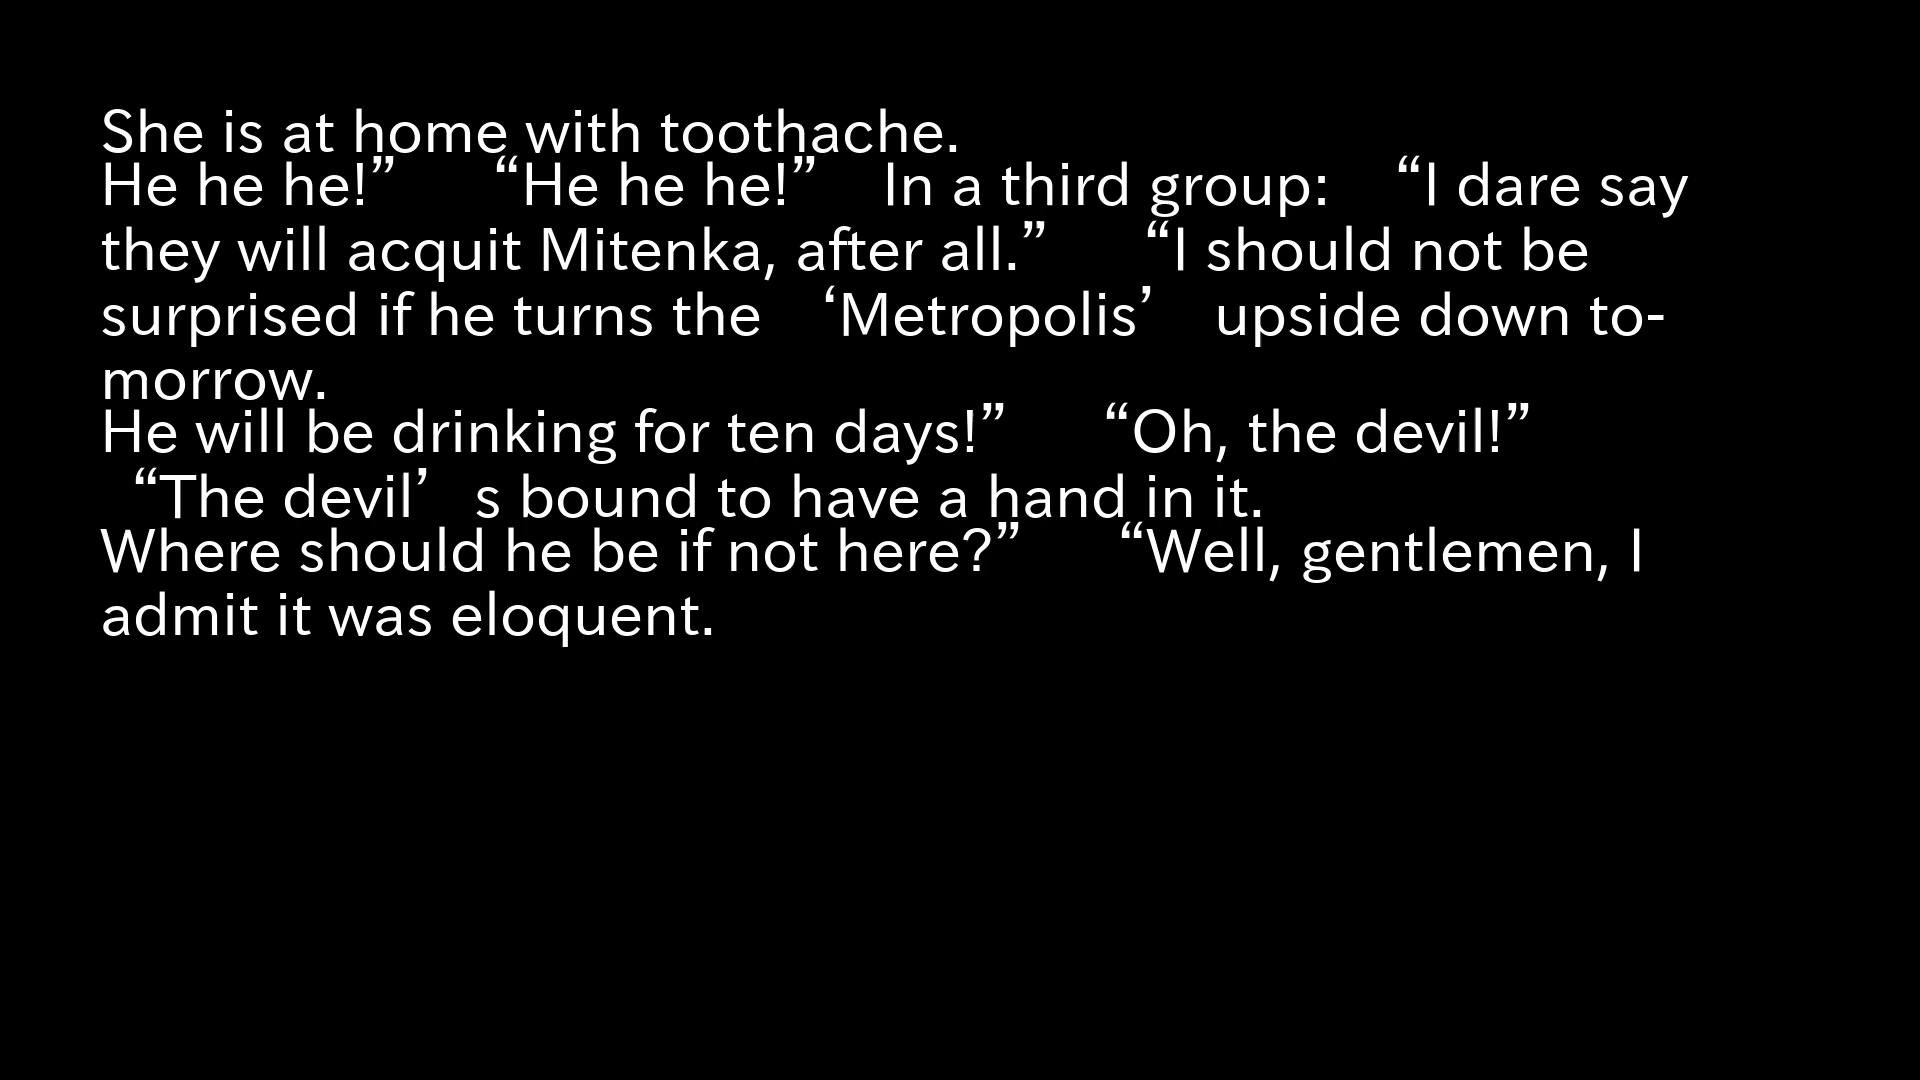 She is at home with toothache.
He he he!” “He he he!” In a third group: “I dare say
they will acquit Mitenka, after all.” “I should not be
surprised if he turns the ‘Metropolis’ upside down to-
morrow.
He will be drinking for ten days!” “Oh, the devil!”
“The devil’s bound to have a hand in it.
Where should he be if not here?” “Well, gentlemen, I
admit it was eloquent.